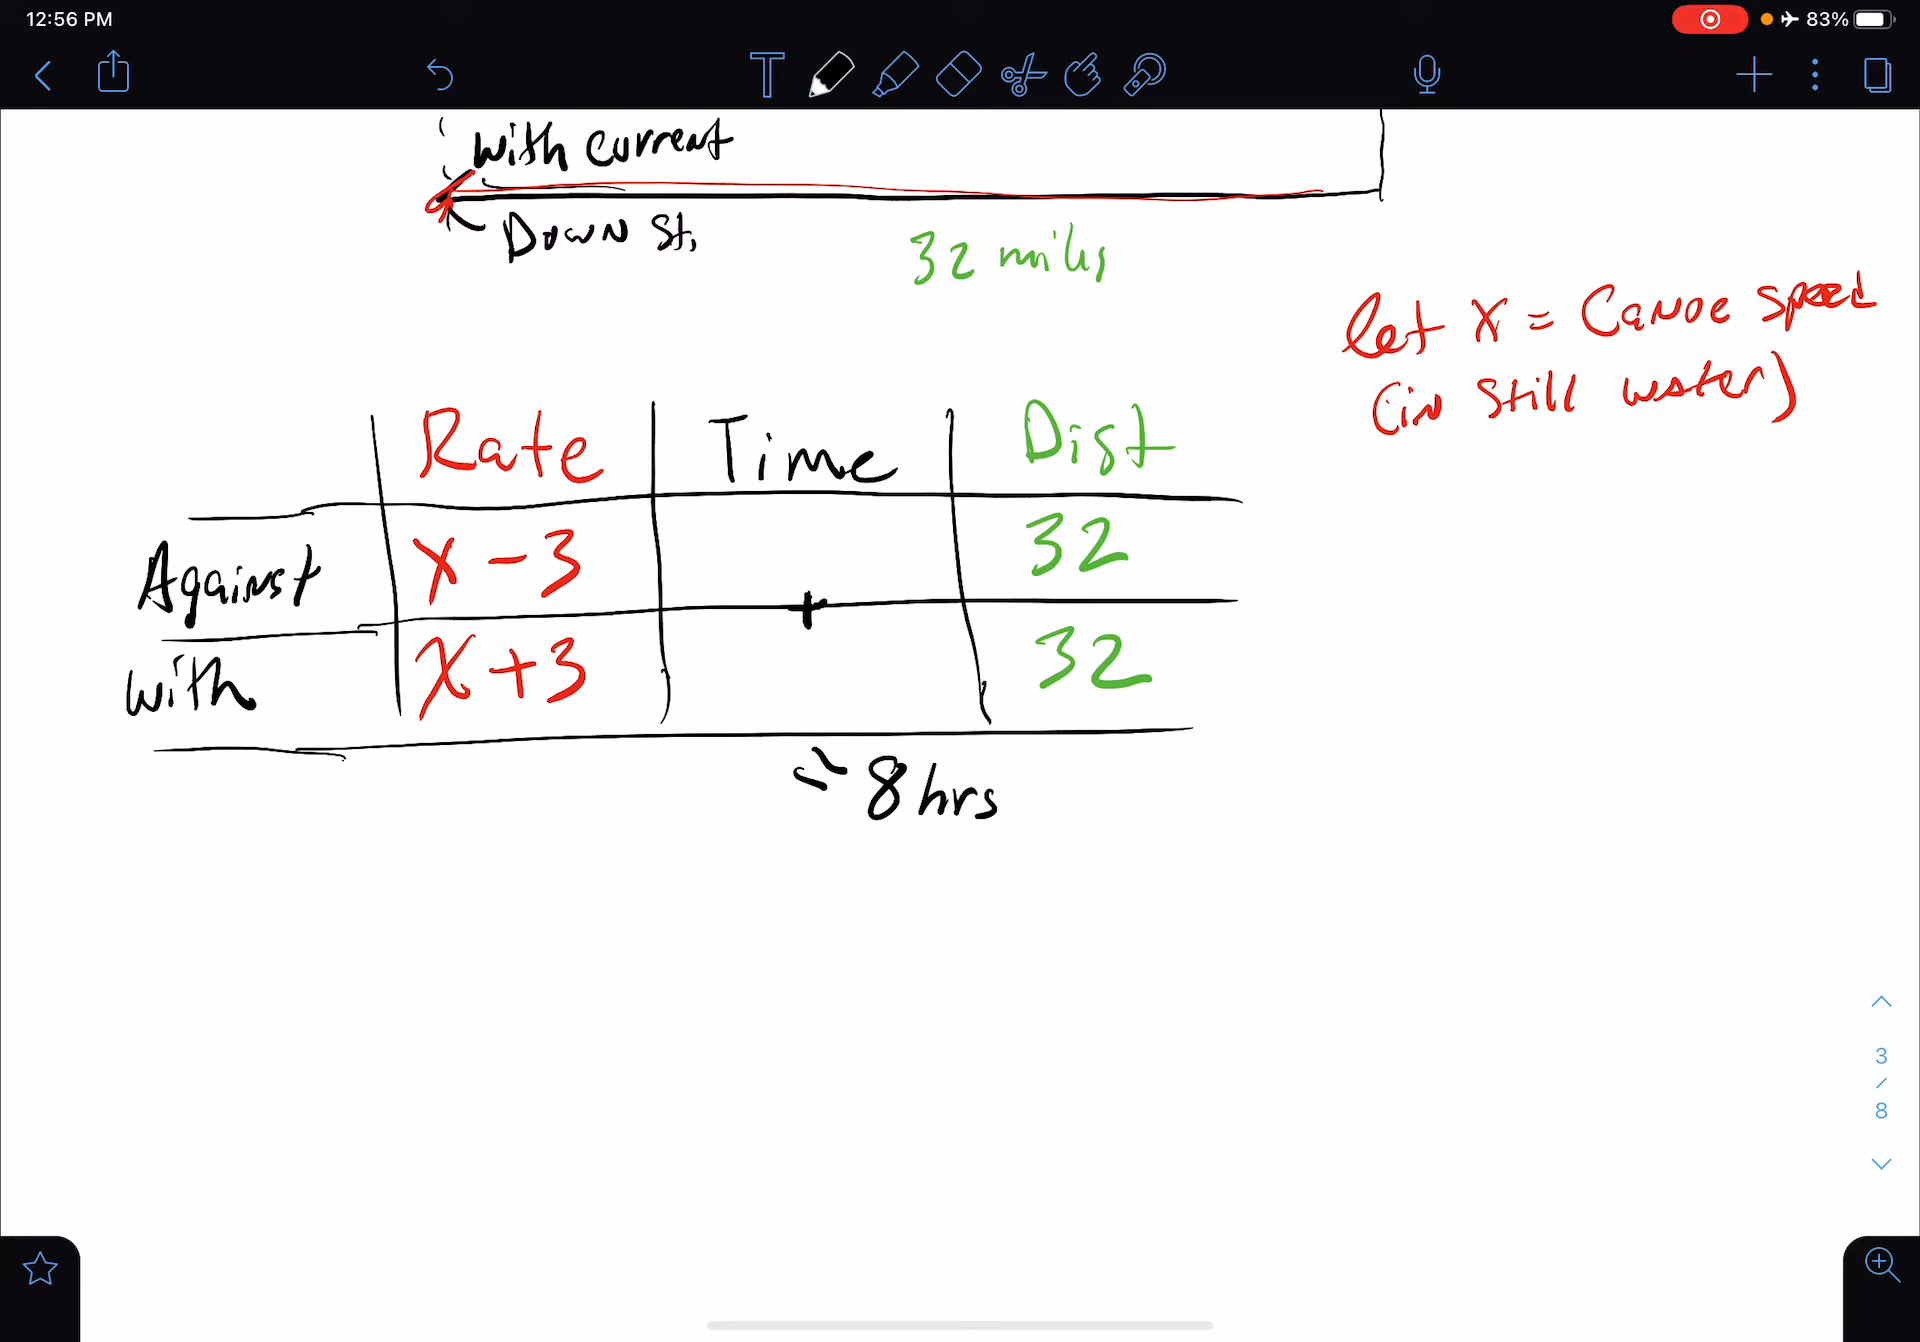 12:56 PM
83%
With current
Down St.
32 miles
let x = Canoe speed
(in still water)
Rate Time Dist
Against x - 3 32
+
with x + 3 32
= 8 hrs
3
/
8